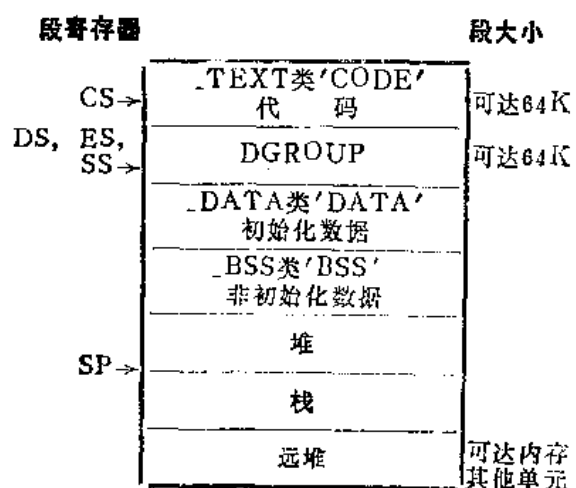 段寄存器 段大小
_TEXT类'CODE'
CS→ 代 码 可达64K
DS, ES,
SS→ DGROUP 可达64K
_DATA类'DATA'
初始化数据
_BSS类'BSS'
非初始化数据
堆
SP→
栈
远堆 可达内存
其他单元